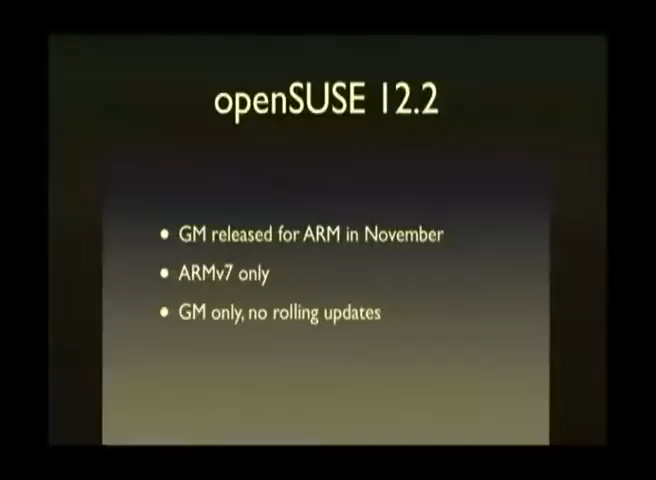 openSUSE 12.2
• GM released for ARM in November
• ARMv7 only
• GM only, no rolling updates